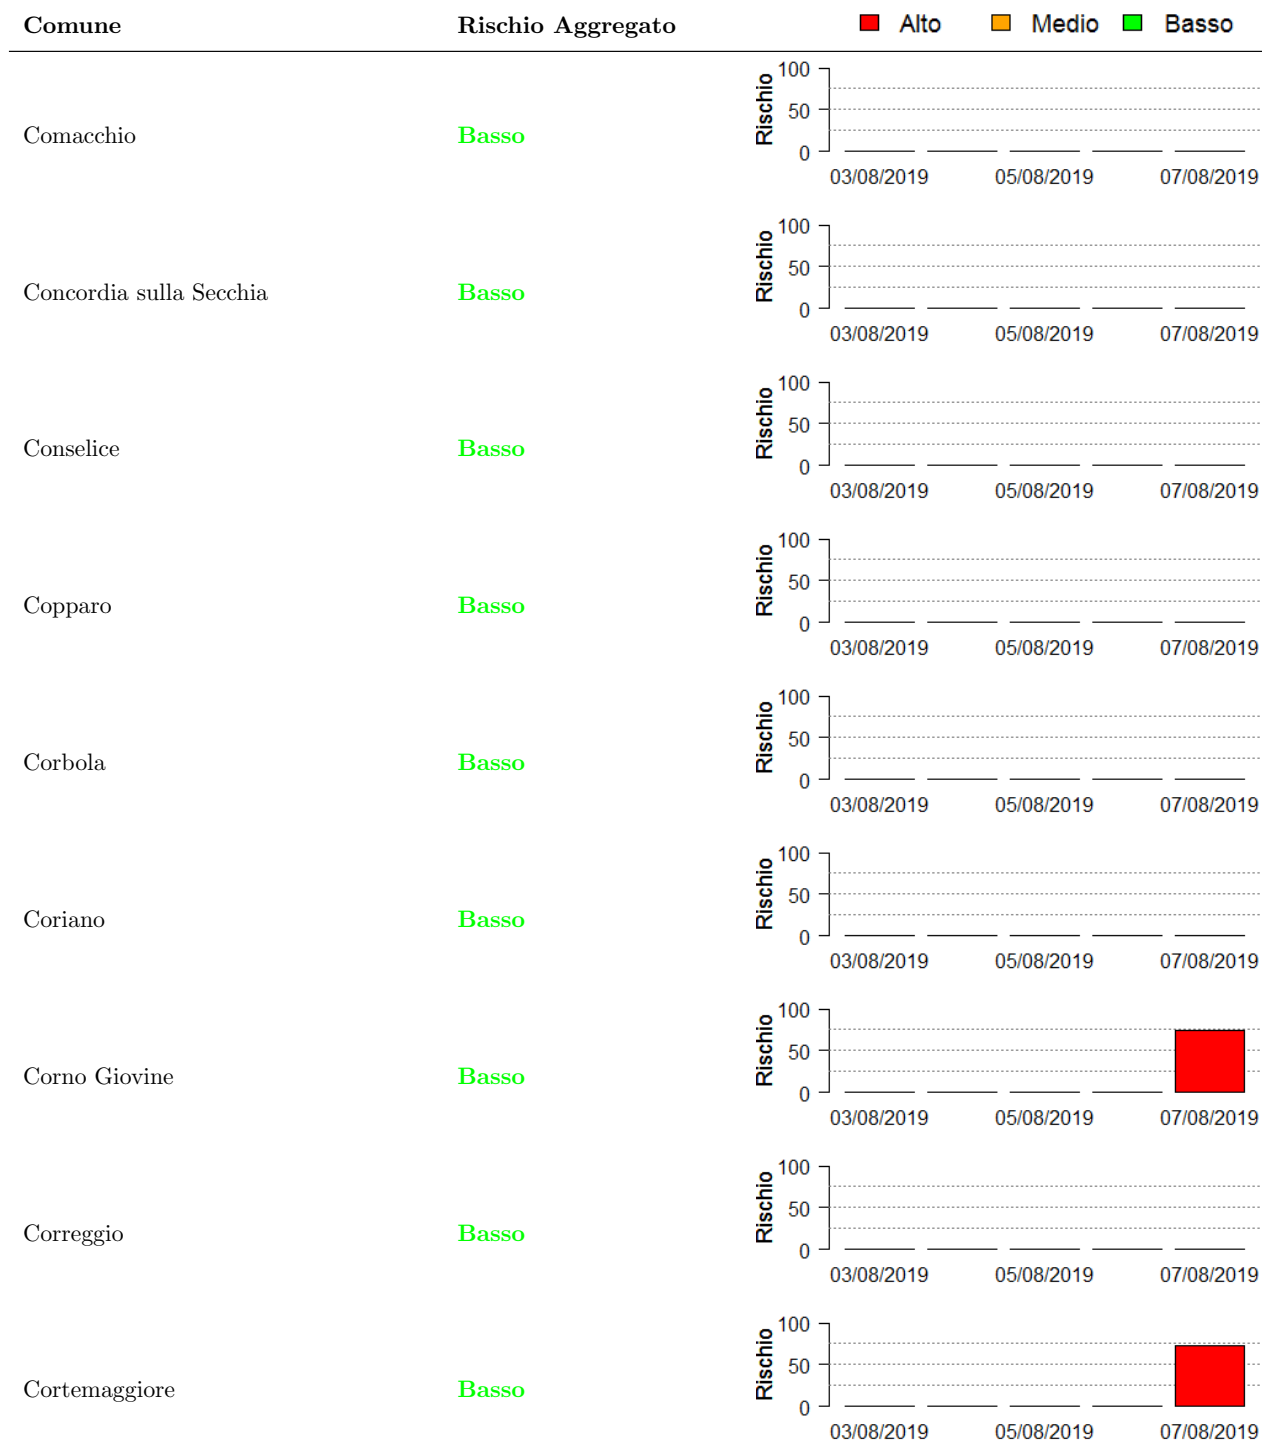 Comune Rischio Aggregato Alto Medio Basso
100
50
0
Rischio
Comacchio Basso
03/08/2019 05/08/2019 07/08/2019
100
50
0
Rischio
Concordia sulla Secchia Basso
03/08/2019 05/08/2019 07/08/2019
100
50
0
Rischio
Conselice Basso
03/08/2019 05/08/2019 07/08/2019
100
50
0
Rischio
Copparo Basso
03/08/2019 05/08/2019 07/08/2019
100
50
0
Rischio
Corbola Basso
03/08/2019 05/08/2019 07/08/2019
100
50
0
Rischio
Coriano Basso
03/08/2019 05/08/2019 07/08/2019
100
50
0
Rischio
Corno Giovine Basso
03/08/2019 05/08/2019 07/08/2019
100
50
0
Rischio
Correggio Basso
03/08/2019 05/08/2019 07/08/2019
100
50
0
Rischio
Cortemaggiore Basso
03/08/2019 05/08/2019 07/08/2019